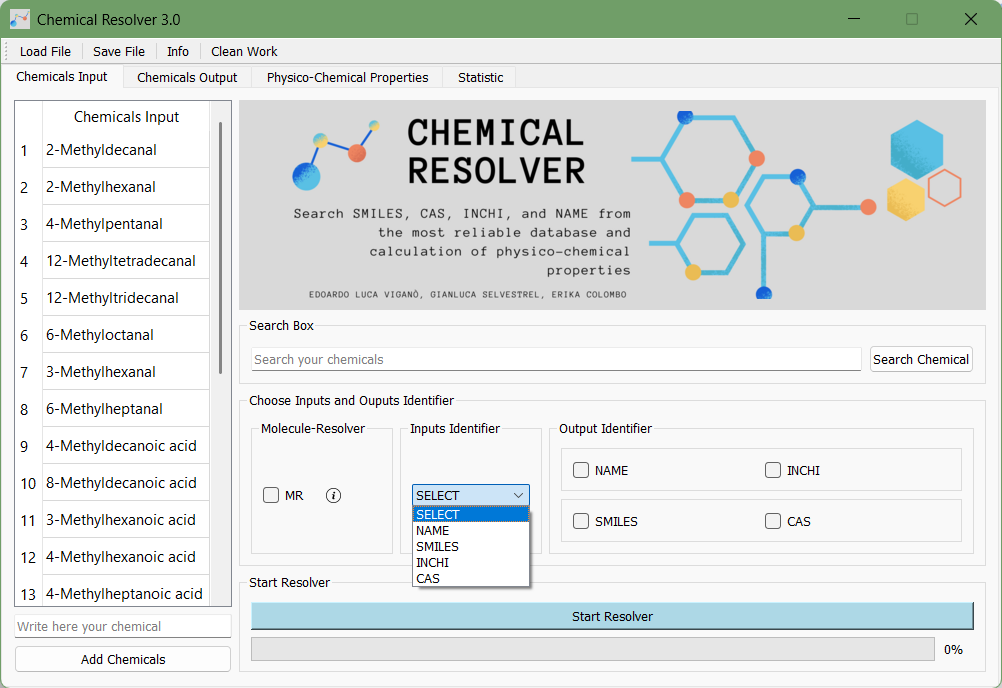 Chemical Resolver 3.0
Load File
Save File
Info
Clean Work
Chemicals Input
Chemicals Output
Physico-Chemical Properties
Statistic
Chemicals Input
1 2-Methyldecanal
2 2-Methylhexanal
3 4-Methylpentanal
4 12-Methyltetradecanal
5 12-Methyltridecanal
6 6-Methyloctanal
7 3-Methylhexanal
8 6-Methylheptanal
9 4-Methyldecanoic acid
10 8-Methyldecanoic acid
11 3-Methylhexanoic acid
12 4-Methylhexanoic acid
13 4-Methylheptanoic acid
Write here your chemical
Add Chemicals
CHEMICAL
RESOLVER
Search SMILES, CAS, INCHI, and NAME from
the most reliable database and
calculation of physico-chemical
properties
EDOARDO LUCA VIGANÒ, GIANLUCA SELVESTREL, ERIKA COLOMBO
Search Box
Search your chemicals
Search Chemical
Choose Inputs and Ouputs Identifier
Molecule-Resolver
MR
i
Inputs Identifier
SELECT
SELECT
NAME
SMILES
INCHI
CAS
Output Identifier
NAME
INCHI
SMILES
CAS
Start Resolver
Start Resolver
0%